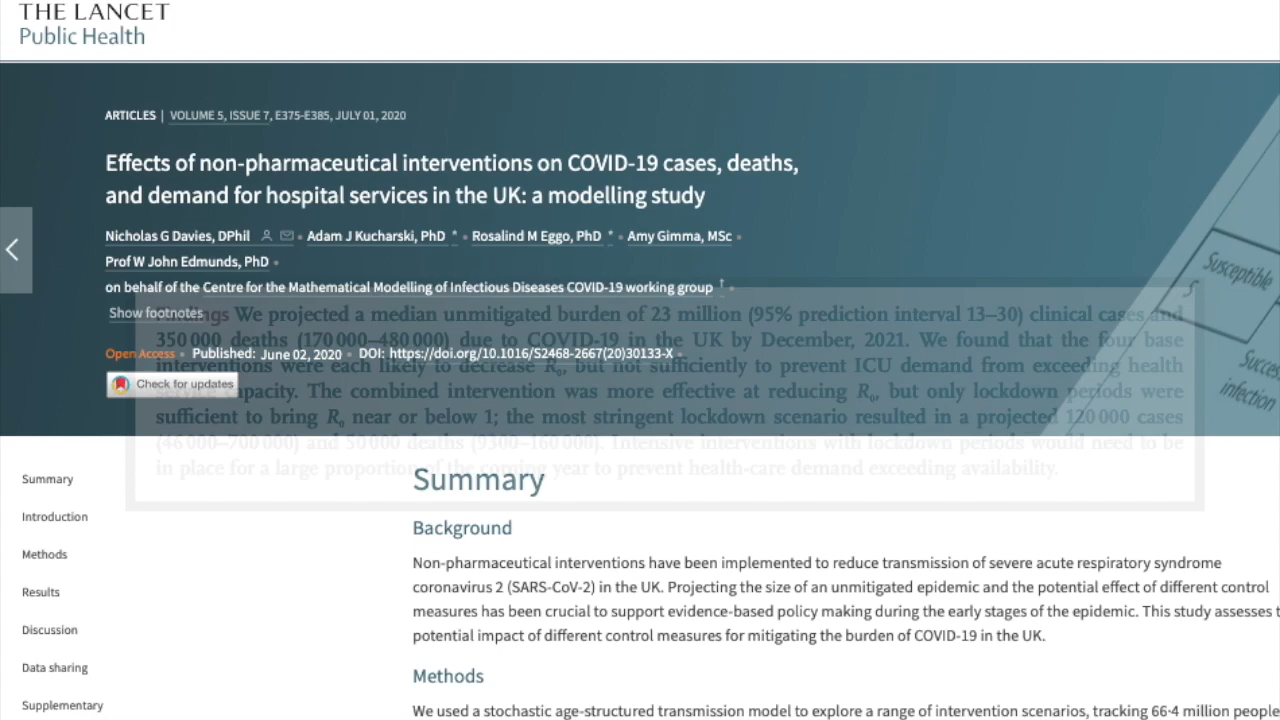 THE LANCET
Public Health
ARTICLES | VOLUME 5, ISSUE 7, E375-E385, JULY 01, 2020
Effects of non-pharmaceutical interventions on COVID-19 cases, deaths,
and demand for hospital services in the UK: a modelling study
Nicholas G Davies, DPhil • Adam J Kucharski, PhD * • Rosalind M Eggo, PhD * • Amy Gimma, MSc •
Prof W John Edmunds, PhD •
on behalf of the Centre for the Mathematical Modelling of Infectious Diseases COVID-19 working group † •
Show footnotes
Open Access • Published: June 02, 2020 • DOI: https://doi.org/10.1016/S2468-2667(20)30133-X •
Check for updates
Findings We projected a median unmitigated burden of 23 million (95% prediction interval 13–30) clinical cases and
350 000 deaths (170 000–480 000) due to COVID-19 in the UK by December, 2021. We found that the four base
interventions were each likely to decrease R0, but not sufficiently to prevent ICU demand from exceeding health
service capacity. The combined intervention was more effective at reducing R0, but only lockdown periods were
sufficient to bring R0 near or below 1; the most stringent lockdown scenario resulted in a projected 120 000 cases
(46 000–700 000) and 50 000 deaths (9300–160 000). Intensive interventions with lockdown periods would need to be
in place for a large proportion of the coming year to prevent health-care demand exceeding availability.
Susceptible
S
Success
infection
Summary
Introduction
Methods
Results
Discussion
Data sharing
Supplementary
Summary
Background
Non-pharmaceutical interventions have been implemented to reduce transmission of severe acute respiratory syndrome
coronavirus 2 (SARS-CoV-2) in the UK. Projecting the size of an unmitigated epidemic and the potential effect of different control
measures has been crucial to support evidence-based policy making during the early stages of the epidemic. This study assesses t
potential impact of different control measures for mitigating the burden of COVID-19 in the UK.
Methods
We used a stochastic age-structured transmission model to explore a range of intervention scenarios, tracking 66·4 million people